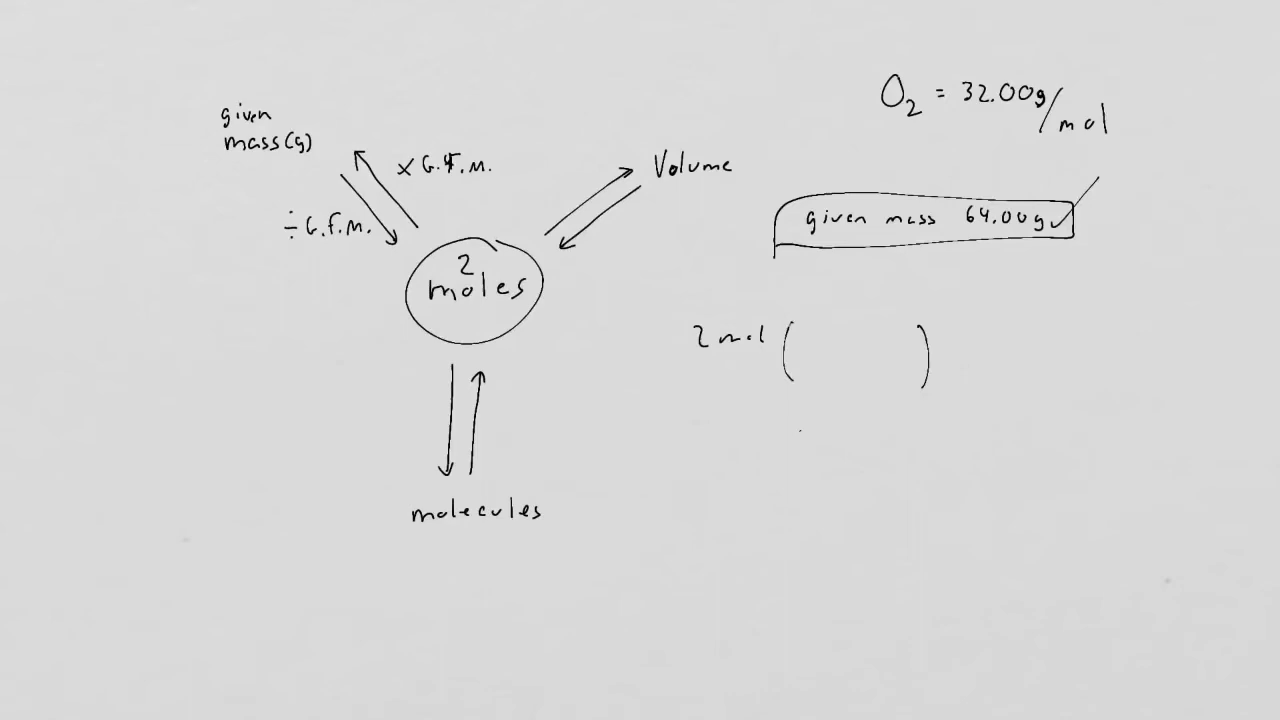 given
mass(g)
× G.F.M.
÷ G.F.M.
Volume
2
moles
molecules
O₂ = 32.00g/mol
given mass 64.00g ✓
2 mol (      )